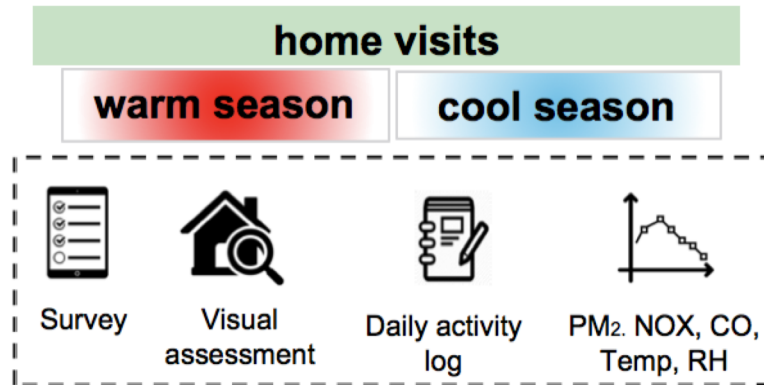 home visits
warm season
cool season
Survey
Visual
assessment
Daily activity
log
PM2. NOX, CO,
Temp, RH